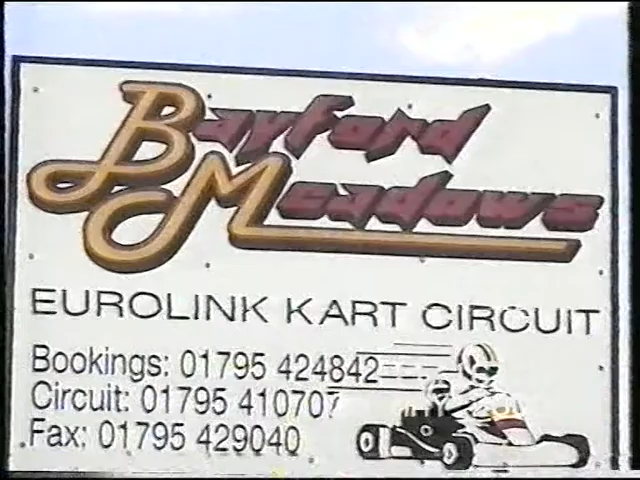 Bayford
Meadows
EUROLINK KART CIRCUIT
Bookings: 01795 424842
Circuit: 01795 410707
Fax: 01795 429040